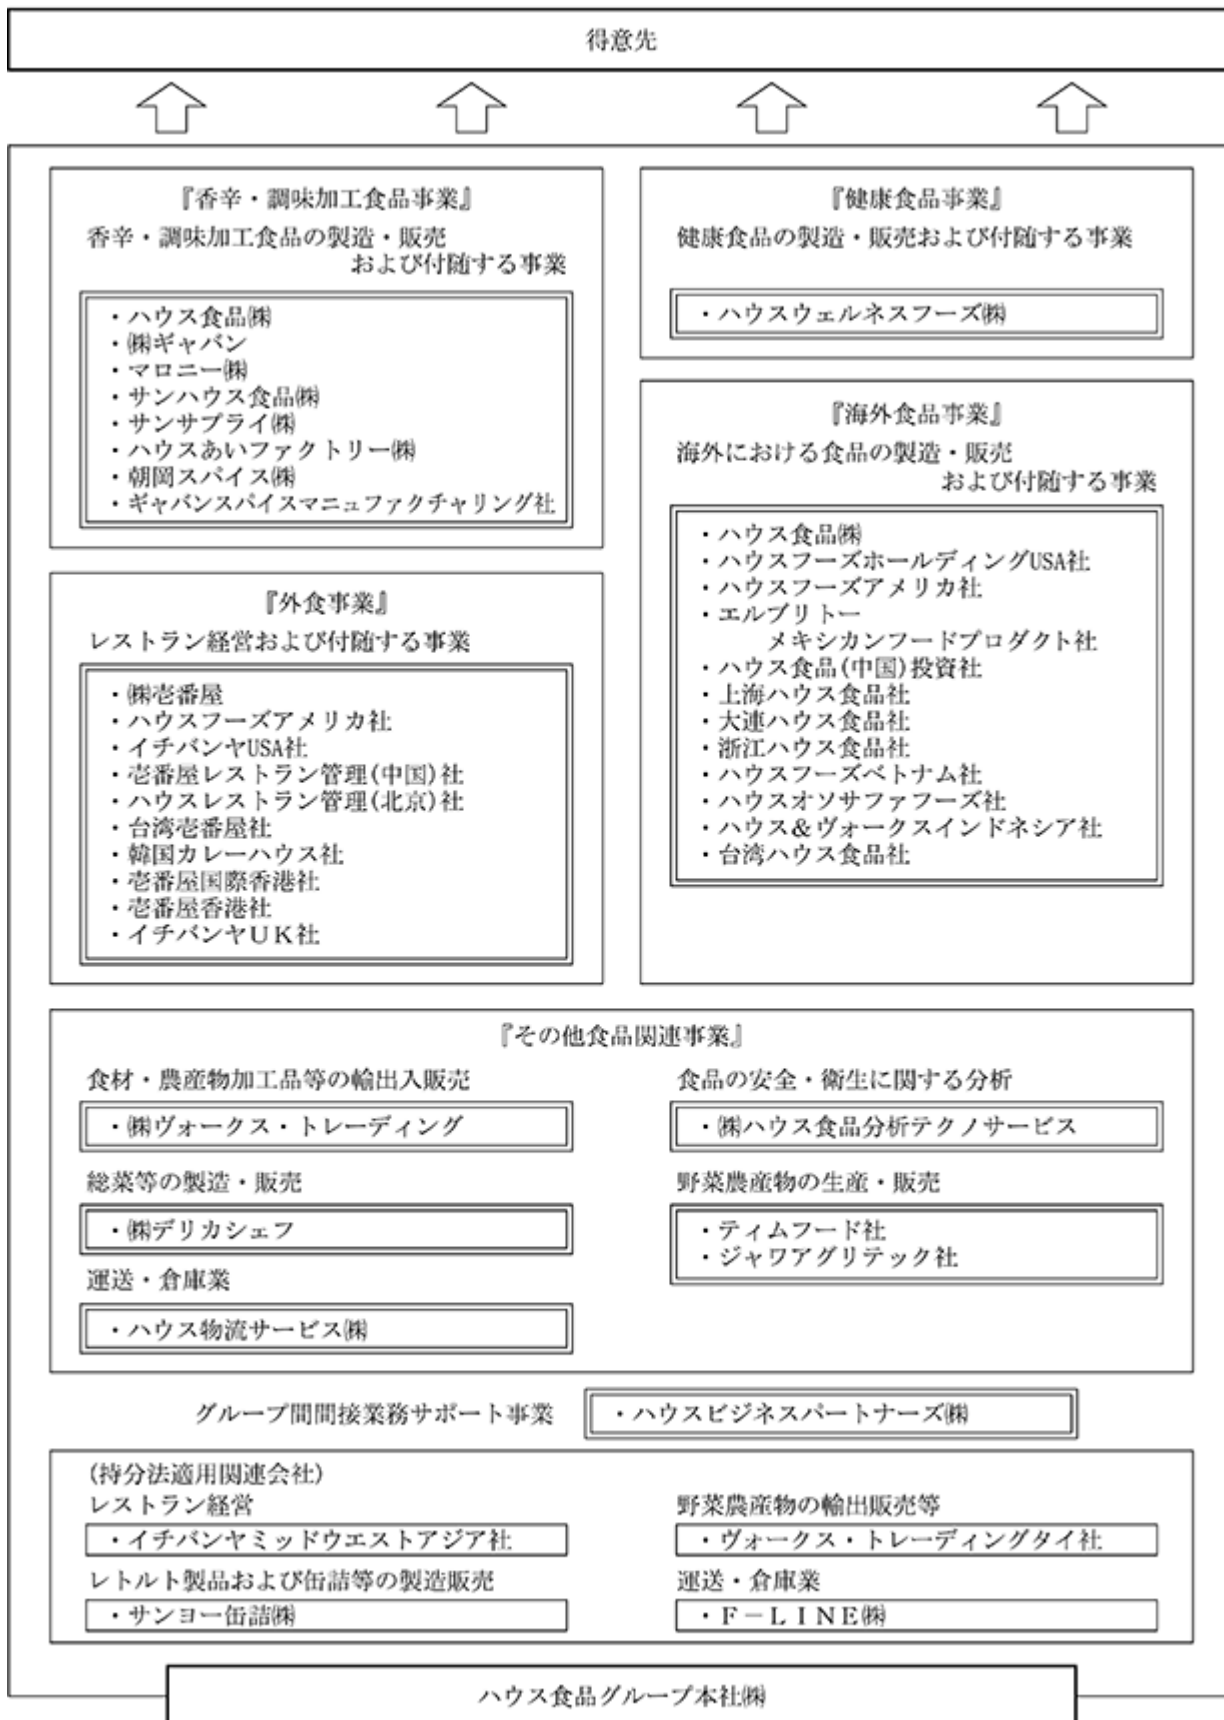 得意先
『香辛・調味加工食品事業』
香辛・調味加工食品の製造・販売
および付随する事業
・ハウス食品㈱
・㈱ギャバン
・マロニー㈱
・サンハウス食品㈱
・サンサプライ㈱
・ハウスあいファクトリー㈱
・朝岡スパイス㈱
・ギャバンスパイスマニュファクチャリング社
『健康食品事業』
健康食品の製造・販売および付随する事業
・ハウスウェルネスフーズ㈱
『外食事業』
レストラン経営および付随する事業
・㈱壱番屋
・ハウスフーズアメリカ社
・イチバンヤUSA社
・壱番屋レストラン管理(中国)社
・ハウスレストラン管理(北京)社
・台湾壱番屋社
・韓国カレーハウス社
・壱番屋国際香港社
・壱番屋香港社
・イチバンヤUK社
『海外食品事業』
海外における食品の製造・販売
および付随する事業
・ハウス食品㈱
・ハウスフーズホールディングUSA社
・ハウスフーズアメリカ社
・エルブリトー
メキシカンフードプロダクト社
・ハウス食品(中国)投資社
・上海ハウス食品社
・大連ハウス食品社
・浙江ハウス食品社
・ハウスフーズベトナム社
・ハウスオソサファフーズ社
・ハウス&ヴォークスインドネシア社
・台湾ハウス食品社
『その他食品関連事業』
食材・農産物加工品等の輸出入販売
・㈱ヴォークス・トレーディング
総菜等の製造・販売
・㈱デリカシェフ
運送・倉庫業
・ハウス物流サービス㈱
食品の安全・衛生に関する分析
・㈱ハウス食品分析テクノサービス
野菜農産物の生産・販売
・ティムフード社
・ジャワアグリテック社
グループ間間接業務サポート事業
・ハウスビジネスパートナーズ㈱
(持分法適用関連会社)
レストラン経営
・イチバンヤミッドウエストアジア社
レトルト製品および缶詰等の製造販売
・サンヨー缶詰㈱
野菜農産物の輸出販売等
・ヴォークス・トレーディングタイ社
運送・倉庫業
・F-LINE㈱
ハウス食品グループ本社㈱